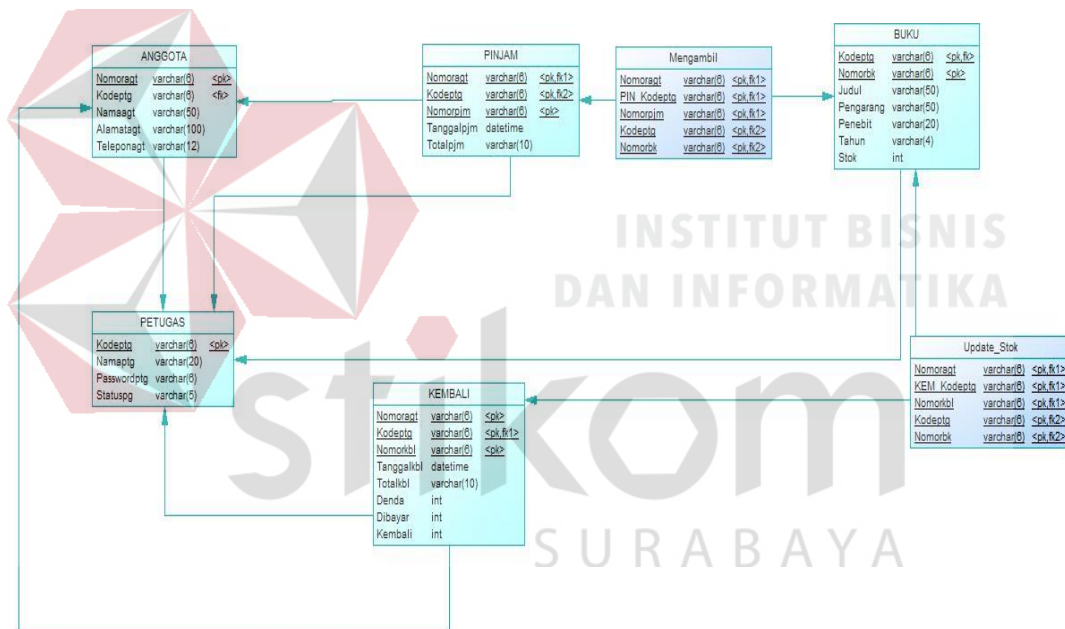 ANGGOTA
Nomoragt varchar(6) <pk>
Kodeptg varchar(6) <fk>
Namaagt varchar(50)
Alamatagt varchar(100)
Teleponagt varchar(12)
PINJAM
Nomoragt varchar(6) <pk,fk1>
Kodeptg varchar(6) <pk,fk2>
Nomorpjm varchar(6) <pk>
Tanggalpjm datetime
Totalpjm varchar(10)
Mengambil
Nomoragt varchar(6) <pk,fk1>
PIN_Kodeptg varchar(6) <pk,fk1>
Nomorpjm varchar(6) <pk,fk1>
Kodeptg varchar(6) <pk,fk2>
Nomorbk varchar(6) <pk,fk2>
BUKU
Kodeptg varchar(6) <pk,fk>
Nomorbk varchar(6) <pk>
Judul varchar(50)
Pengarang varchar(50)
Penebit varchar(20)
Tahun varchar(4)
Stok int
INSTITUT BISNIS
DAN INFORMATIKA
PETUGAS
Kodeptg varchar(6) <pk>
Namaptg varchar(20)
Passwordptg varchar(6)
Statuspg varchar(5)
KEMBALI
Nomoragt varchar(6) <pk>
Kodeptg varchar(6) <pk,fk1>
Nomorkbl varchar(6) <pk>
Tanggalkbl datetime
Totalkbl varchar(10)
Denda int
Dibayar int
Kembali int
Update_Stok
Nomoragt varchar(6) <pk,fk1>
KEM_Kodeptg varchar(6) <pk,fk1>
Nomorkbl varchar(6) <pk,fk1>
Kodeptg varchar(6) <pk,fk2>
Nomorbk varchar(6) <pk,fk2>
stikom
SURABAYA